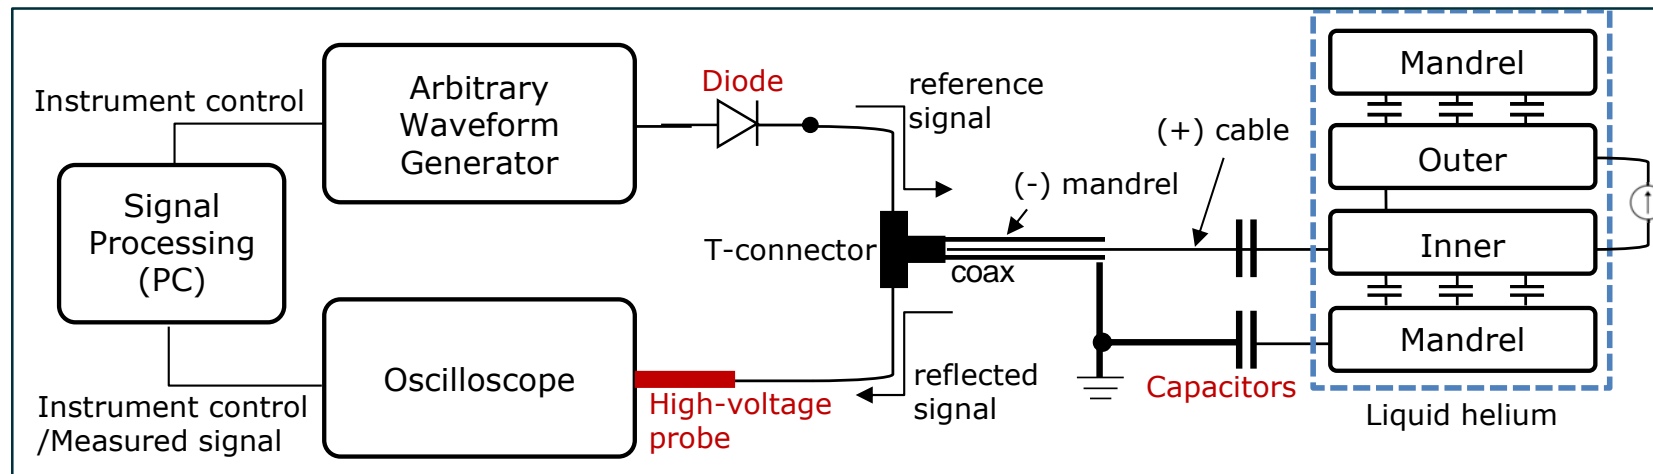 Instrument control
Arbitrary
Waveform
Generator
Diode
reference
signal
Signal
Processing
(PC)
T-connector
(-) mandrel
coax
(+) cable
Mandrel
Outer
Inner
Mandrel
Liquid helium
Capacitors
Oscilloscope
High-voltage
probe
reflected
signal
Instrument control
/Measured signal